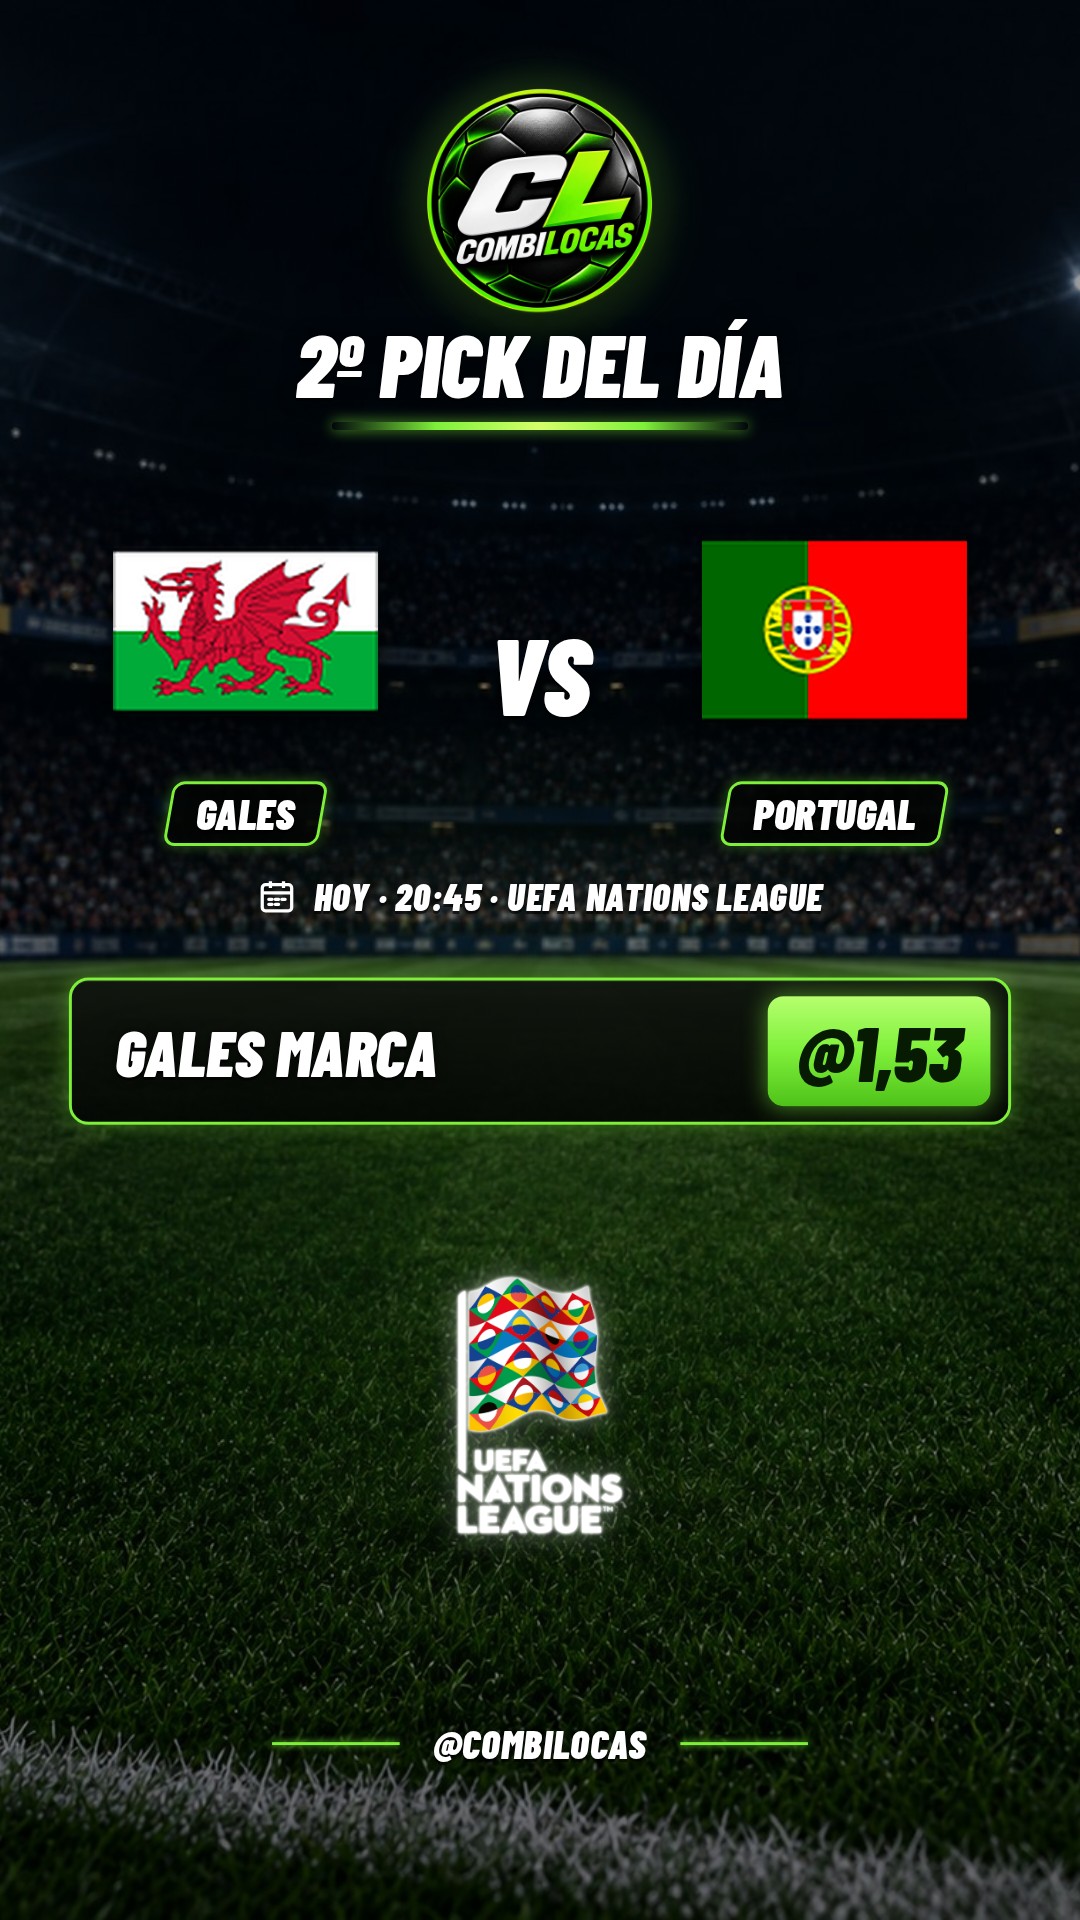 CL
COMBILOCAS
2º PICK DEL DÍA
VS
GALES
PORTUGAL
HOY · 20:45 · UEFA NATIONS LEAGUE
GALES MARCA
@1,53
UEFA
NATIONS
LEAGUE™
@COMBILOCAS